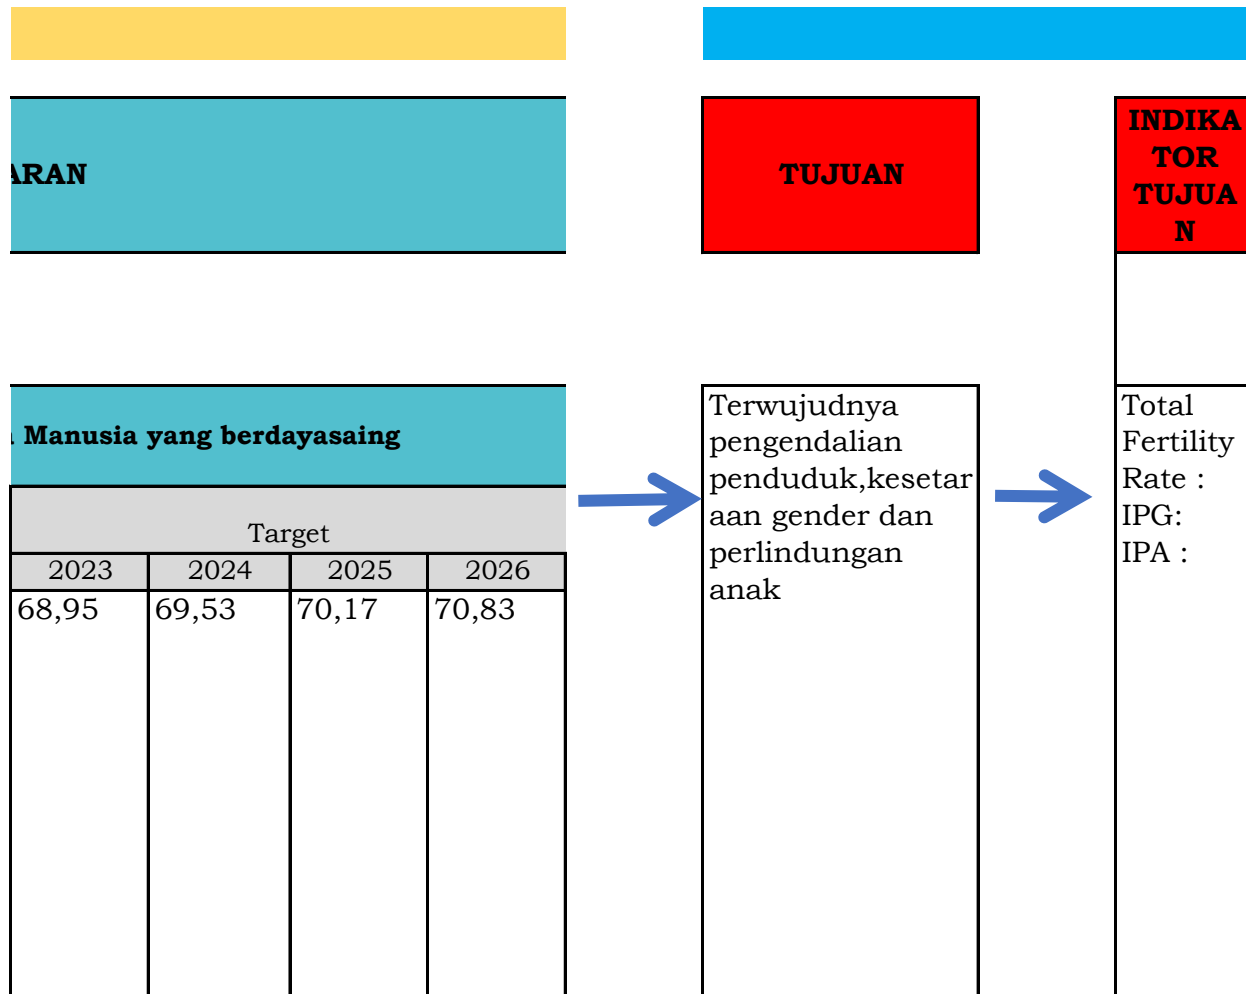 ARAN
Manusia yang berdayasaing
Target
2023 2024 2025 2026
68,95 69,53 70,17 70,83
TUJUAN
Terwujudnya
pengendalian
penduduk,kesetar
aan gender dan
perlindungan
anak
INDIKA
TOR
TUJUA
N
Total
Fertility
Rate :
IPG:
IPA :